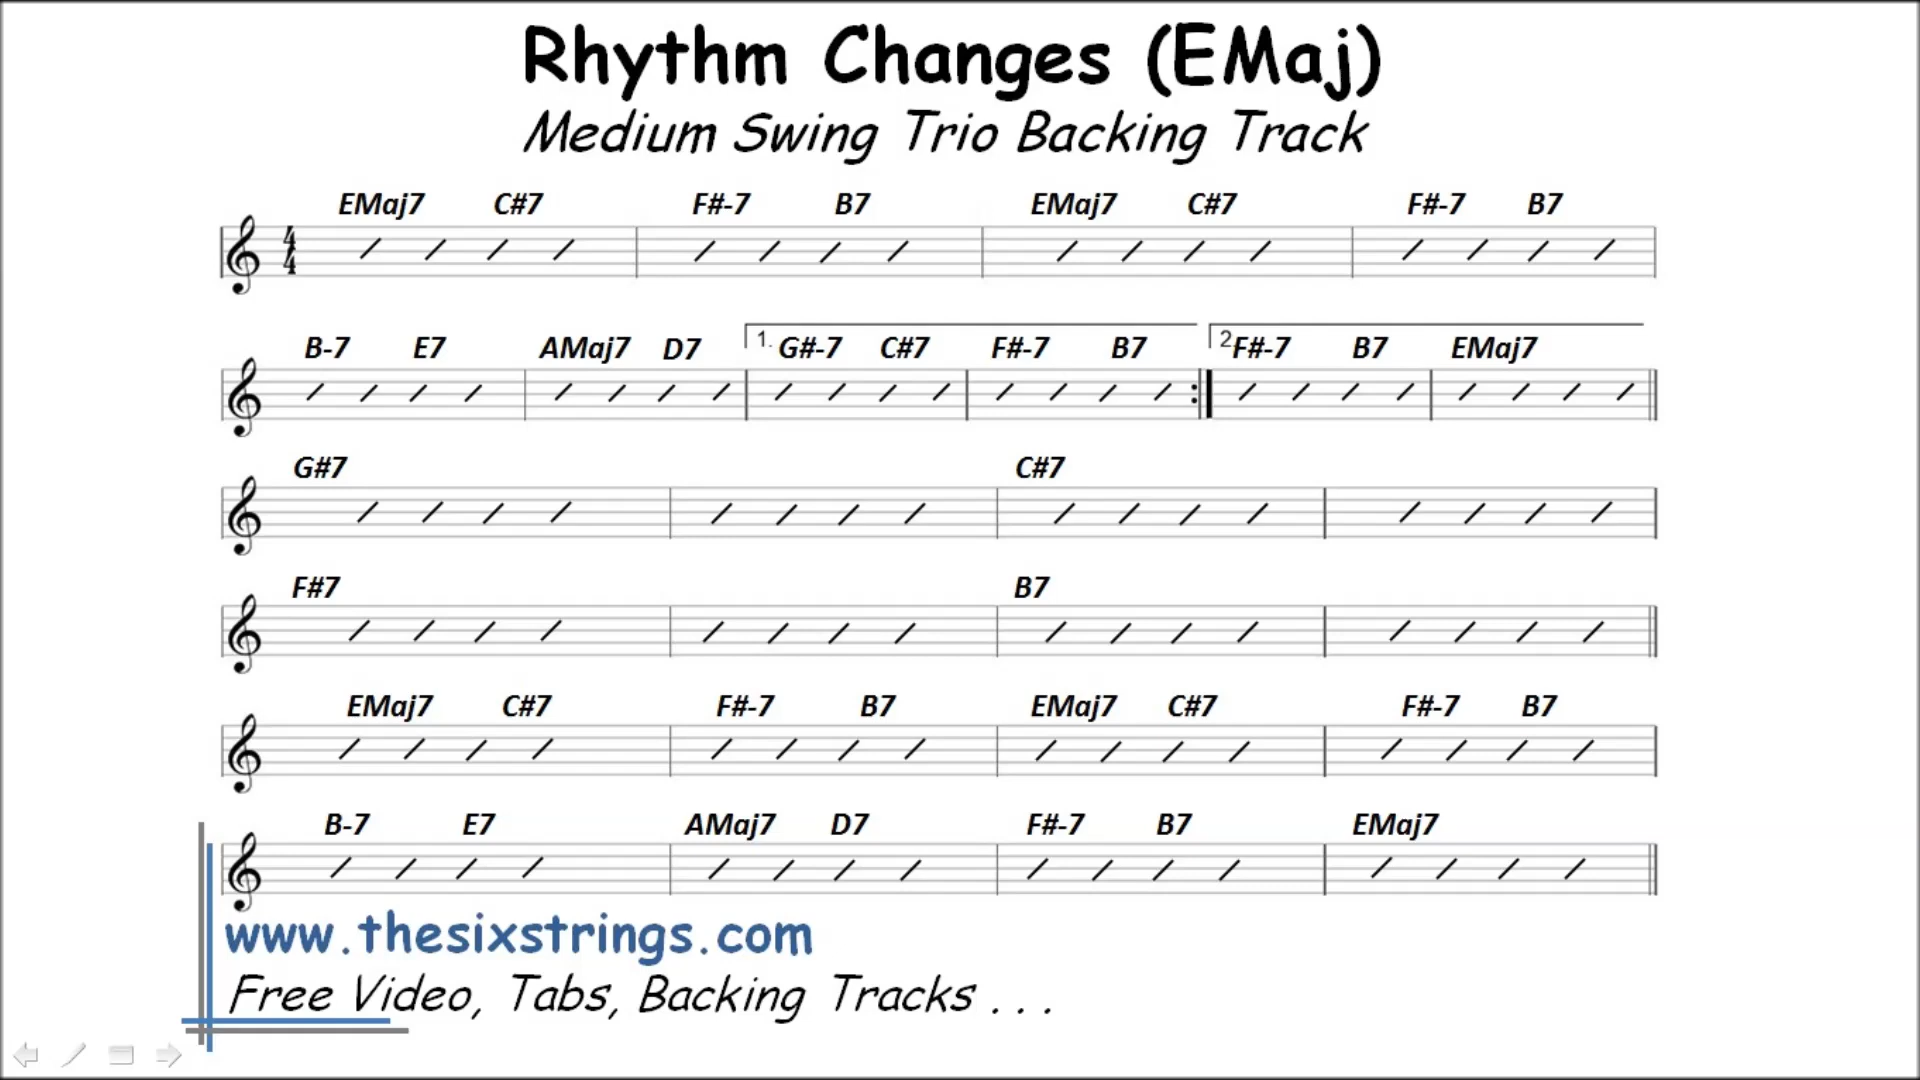 Rhythm Changes (EMaj)
Medium Swing Trio Backing Track
EMaj7 C#7 F#-7 B7 EMaj7 C#7 F#-7 B7
4
4
B-7 E7 AMaj7 D7 1. G#-7 C#7 F#-7 B7 2. F#-7 B7 EMaj7
G#7 C#7
F#7 B7
EMaj7 C#7 F#-7 B7 EMaj7 C#7 F#-7 B7
B-7 E7 AMaj7 D7 F#-7 B7 EMaj7
www.thesixstrings.com
Free Video, Tabs, Backing Tracks . . .